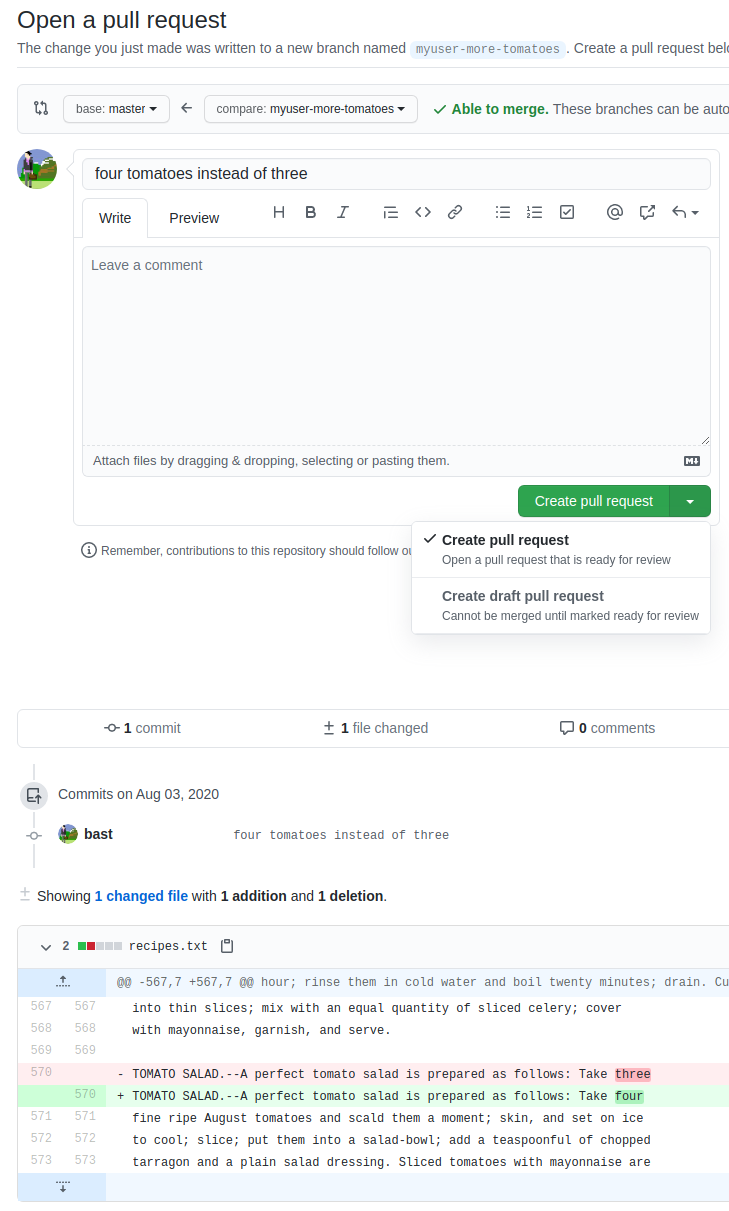 Open a pull request
The change you just made was written to a new branch named myuser-more-tomatoes . Create a pull request belo
base: master compare: myuser-more-tomatoes Able to merge. These branches can be auto
four tomatoes instead of three
Write Preview
Leave a comment
Attach files by dragging & dropping, selecting or pasting them.
Create pull request
Remember, contributions to this repository should follow ou
Create pull request
Open a pull request that is ready for review
Create draft pull request
Cannot be merged until marked ready for review
1 commit 1 file changed 0 comments
Commits on Aug 03, 2020
bast four tomatoes instead of three
Showing 1 changed file with 1 addition and 1 deletion.
2 recipes.txt
@@ -567,7 +567,7 @@ hour; rinse them in cold water and boil twenty minutes; drain. Cu
567 567 into thin slices; mix with an equal quantity of sliced celery; cover
568 568 with mayonnaise, garnish, and serve.
569 569
570 - TOMATO SALAD.--A perfect tomato salad is prepared as follows: Take three
570 + TOMATO SALAD.--A perfect tomato salad is prepared as follows: Take four
571 571 fine ripe August tomatoes and scald them a moment; skin, and set on ice
572 572 to cool; slice; put them into a salad-bowl; add a teaspoonful of chopped
573 573 tarragon and a plain salad dressing. Sliced tomatoes with mayonnaise are